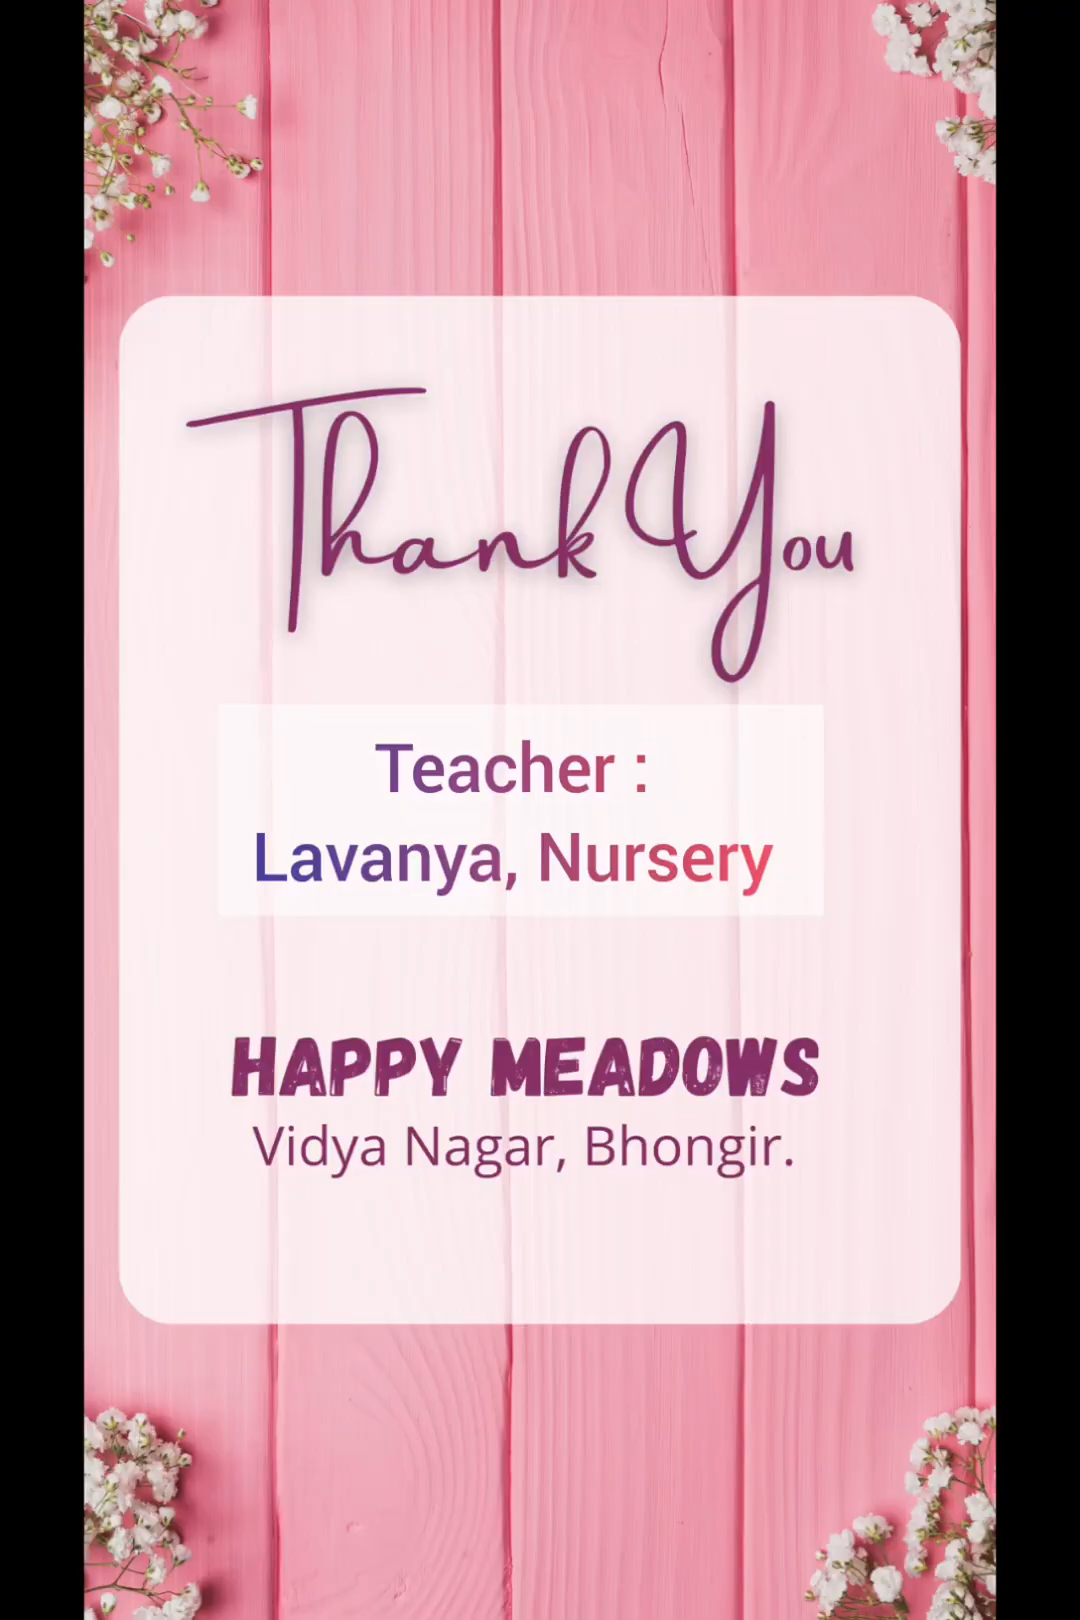 Thank You
Teacher :
Lavanya, Nursery
HAPPY MEADOWS
Vidya Nagar, Bhongir.